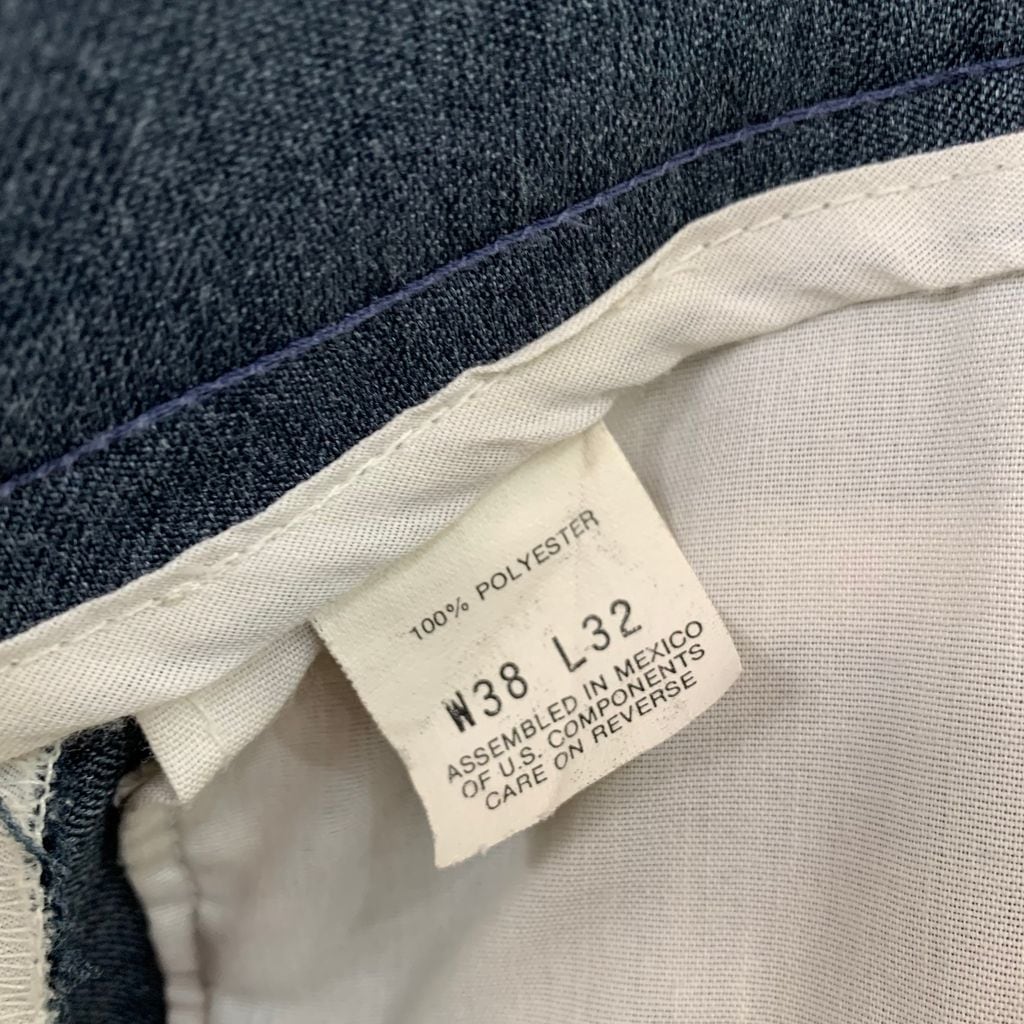 100% POLYESTER
W38 L32
ASSEMBLED IN MEXICO
OF U.S. COMPONENTS
CARE ON REVERSE